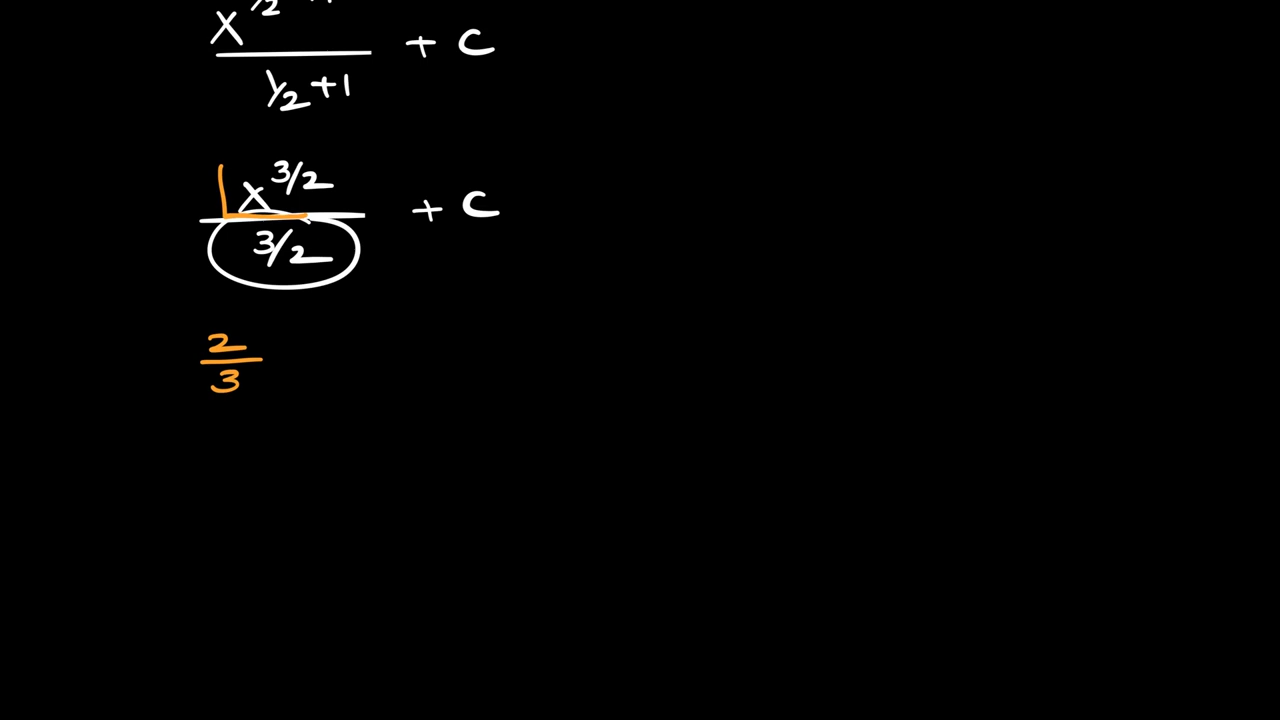 x^1/2 + 1
1/2 + 1 + C
x^3/2
3/2 + C
2
3